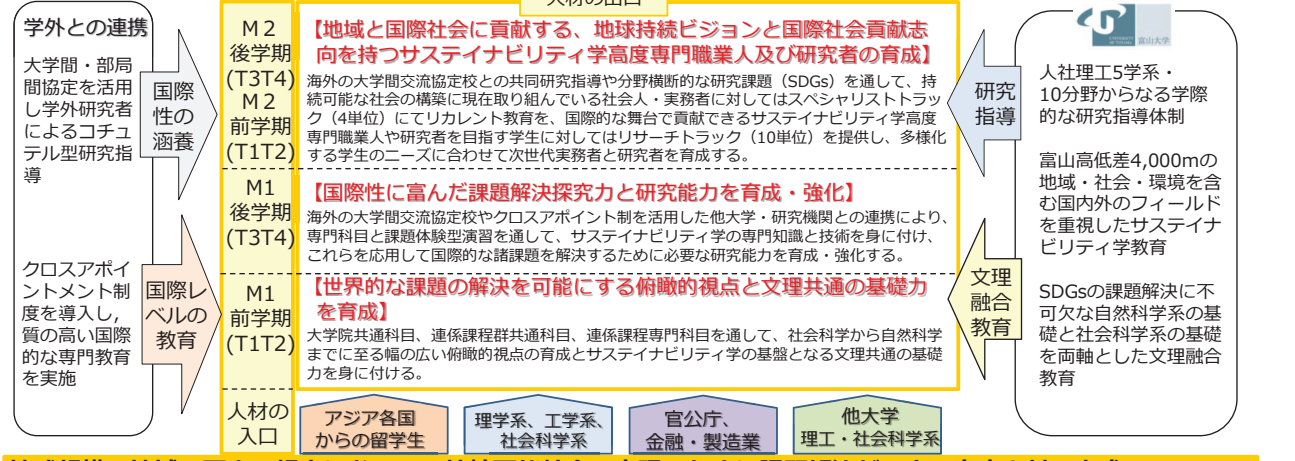 人材の出口
学外との連携
大学間・部局
間協定を活用
し学外研究者
によるコチュ
テル型研究指
導
クロスアポイ
ントメント制
度を導入し，
質の高い国際
的な専門教育
を実施
国際
性の
涵養
国際レ
ベルの
教育
M２
後学期
(T3T4)
M２
前学期
(T1T2)
【地域と国際社会に貢献する、地球持続ビジョンと国際社会貢献志
向を持つサステイナビリティ学高度専門職業人及び研究者の育成】
海外の大学間交流協定校との共同研究指導や分野横断的な研究課題（SDGs）を通して、持
続可能な社会の構築に現在取り組んでいる社会人・実務者に対してはスペシャリストトラッ
ク（4単位）にてリカレント教育を、国際的な舞台で貢献できるサステイナビリティ学高度
専門職業人や研究者を目指す学生に対してはリサーチトラック（10単位）を提供し、多様化
する学生のニーズに合わせて次世代実務者と研究者を育成する。
M1
後学期
(T3T4)
【国際性に富んだ課題解決探究力と研究能力を育成・強化】
海外の大学間交流協定校やクロスアポイント制を活用した他大学・研究機関との連携により、
専門科目と課題体験型演習を通して、サステイナビリティ学の専門知識と技術を身に付け、
これらを応用して国際的な諸課題を解決するために必要な研究能力を育成・強化する。
M1
前学期
(T1T2)
【世界的な課題の解決を可能にする俯瞰的視点と文理共通の基礎力
を育成】
大学院共通科目、連係課程群共通科目、連係課程専門科目を通して、社会科学から自然科学
までに至る幅の広い俯瞰的視点の育成とサステイナビリティ学の基盤となる文理共通の基礎
力を身に付ける。
人材の
入口
アジア各国
からの留学生
理学系、工学系、
社会科学系
官公庁、
金融・製造業
他大学
理工・社会科学系
研究
指導
文理
融合
教育
富山大学
人社理工5学系・
10分野からなる学際
的な研究指導体制
富山高低差4,000mの
地域・社会・環境を含
む国内外のフィールド
を重視したサステイナ
ビリティ学教育
SDGsの課題解決に不
可欠な自然科学系の基
礎と社会科学系の基礎
を両軸とした文理融合
教育